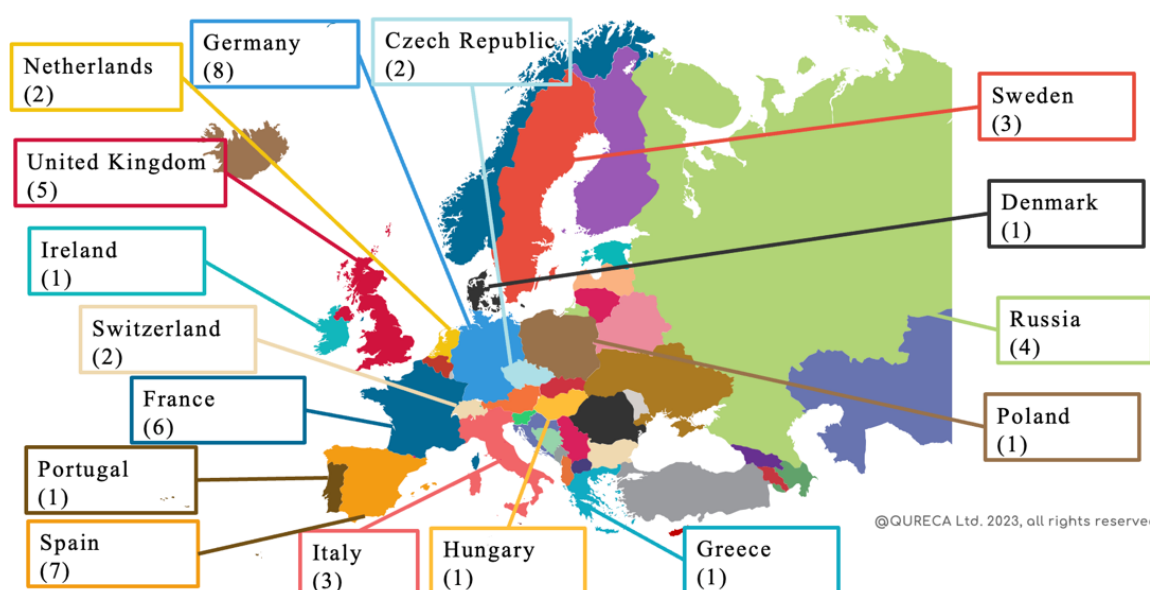 Netherlands
(2)
Germany
(8)
Czech Republic
(2)
Sweden
(3)
United Kingdom
(5)
Denmark
(1)
Ireland
(1)
Switzerland
(2)
Russia
(4)
France
(6)
Poland
(1)
Portugal
(1)
Spain
(7)
Italy
(3)
Hungary
(1)
Greece
(1)
@QURECA Ltd. 2023, all rights reserve